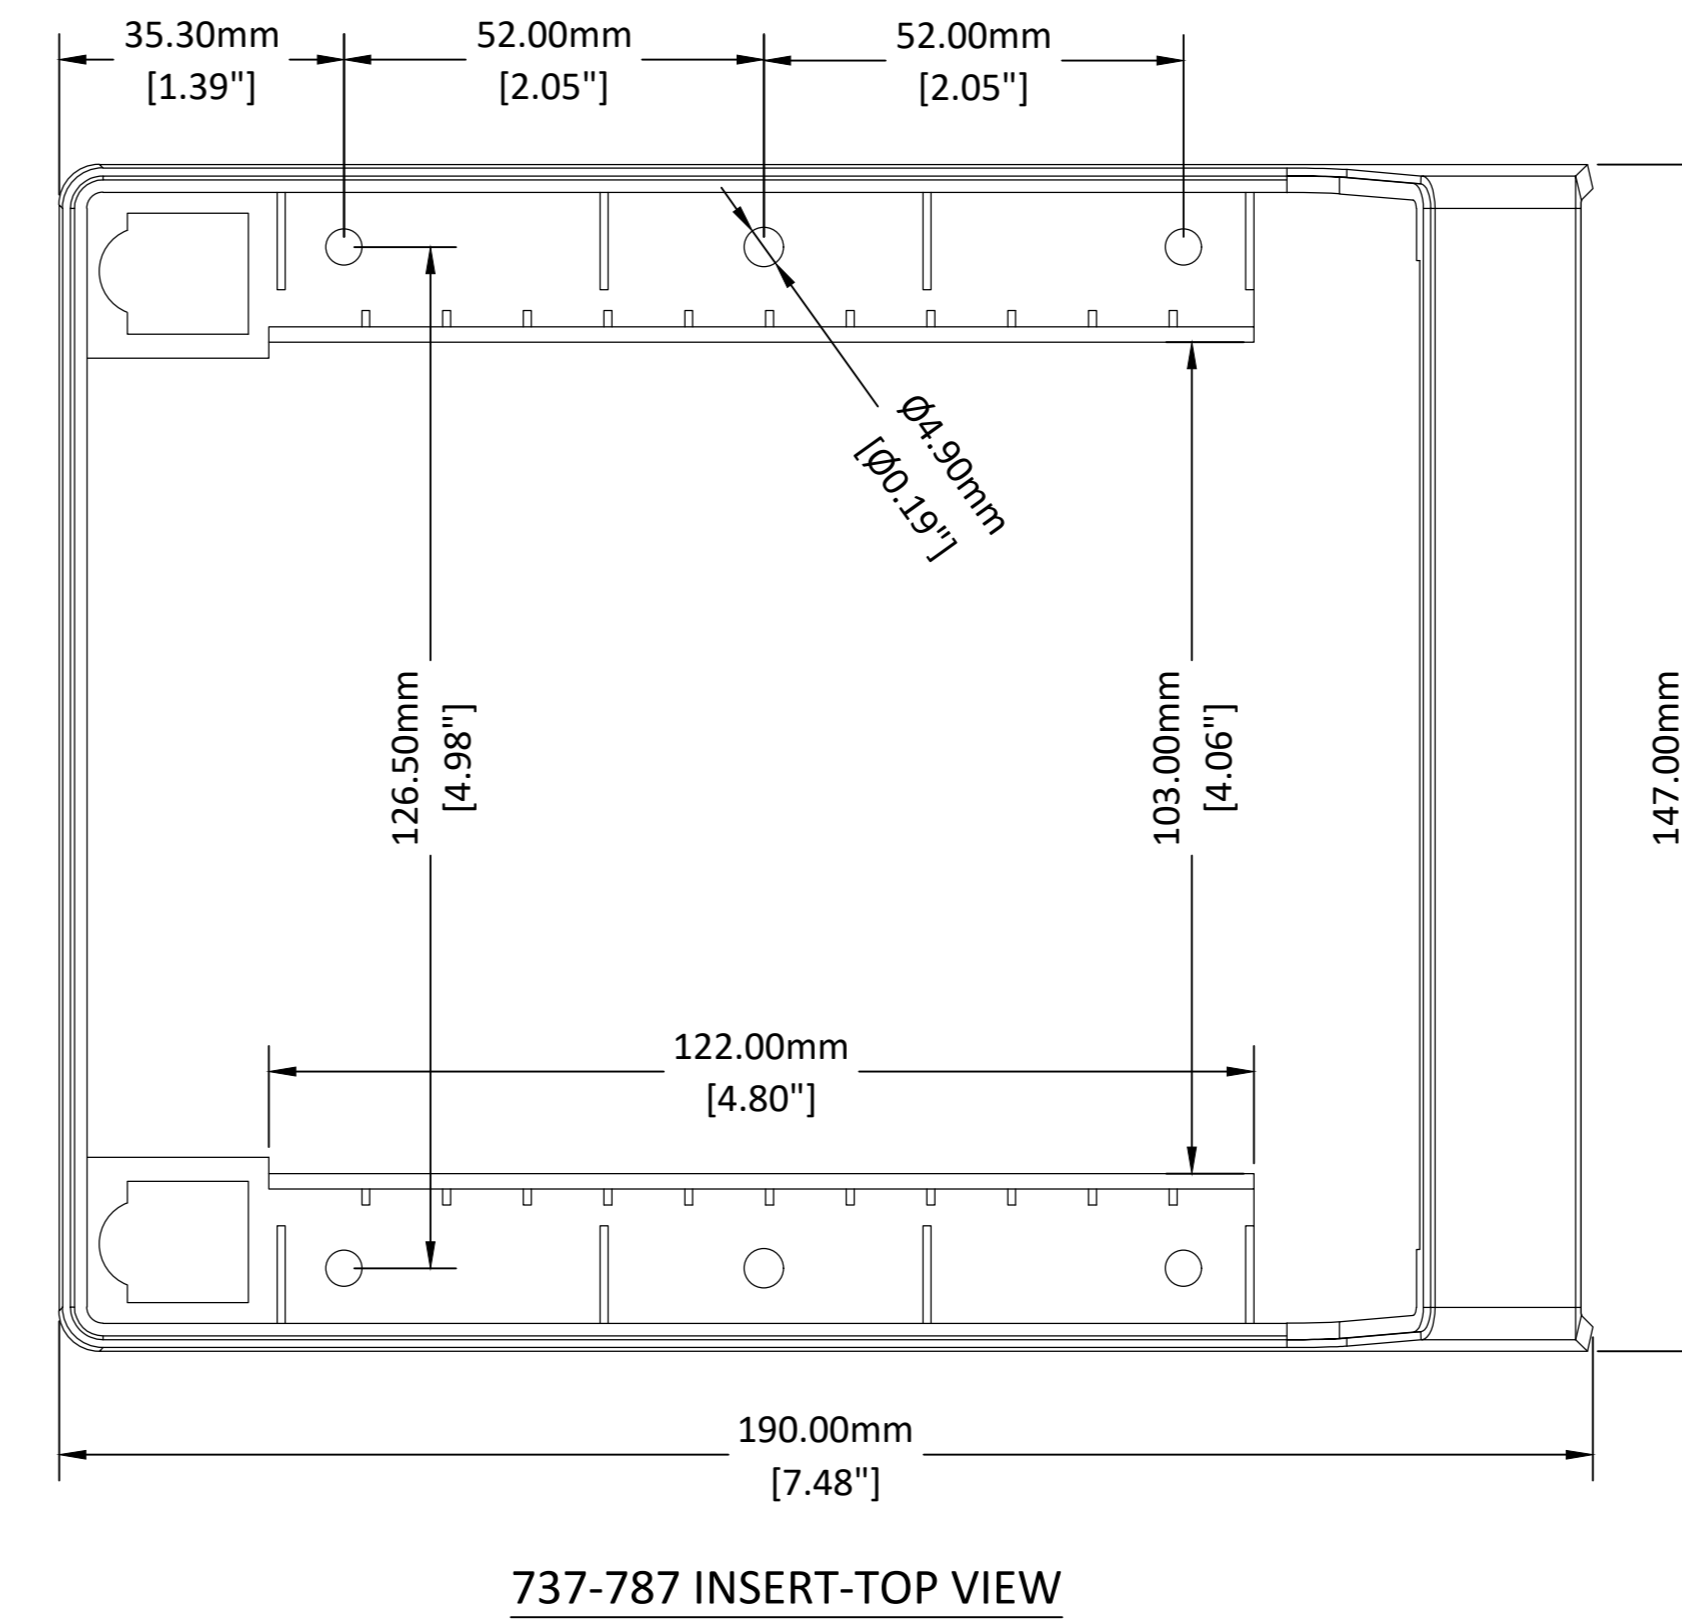 35.30mm
[1.39"]
52.00mm
[2.05"]
52.00mm
[2.05"]
Ø4.90mm
[Ø0.19"]
126.50mm
[4.98"]
103.00mm
[4.06"]
147.00mm
122.00mm
[4.80"]
190.00mm
[7.48"]
737-787 INSERT-TOP VIEW